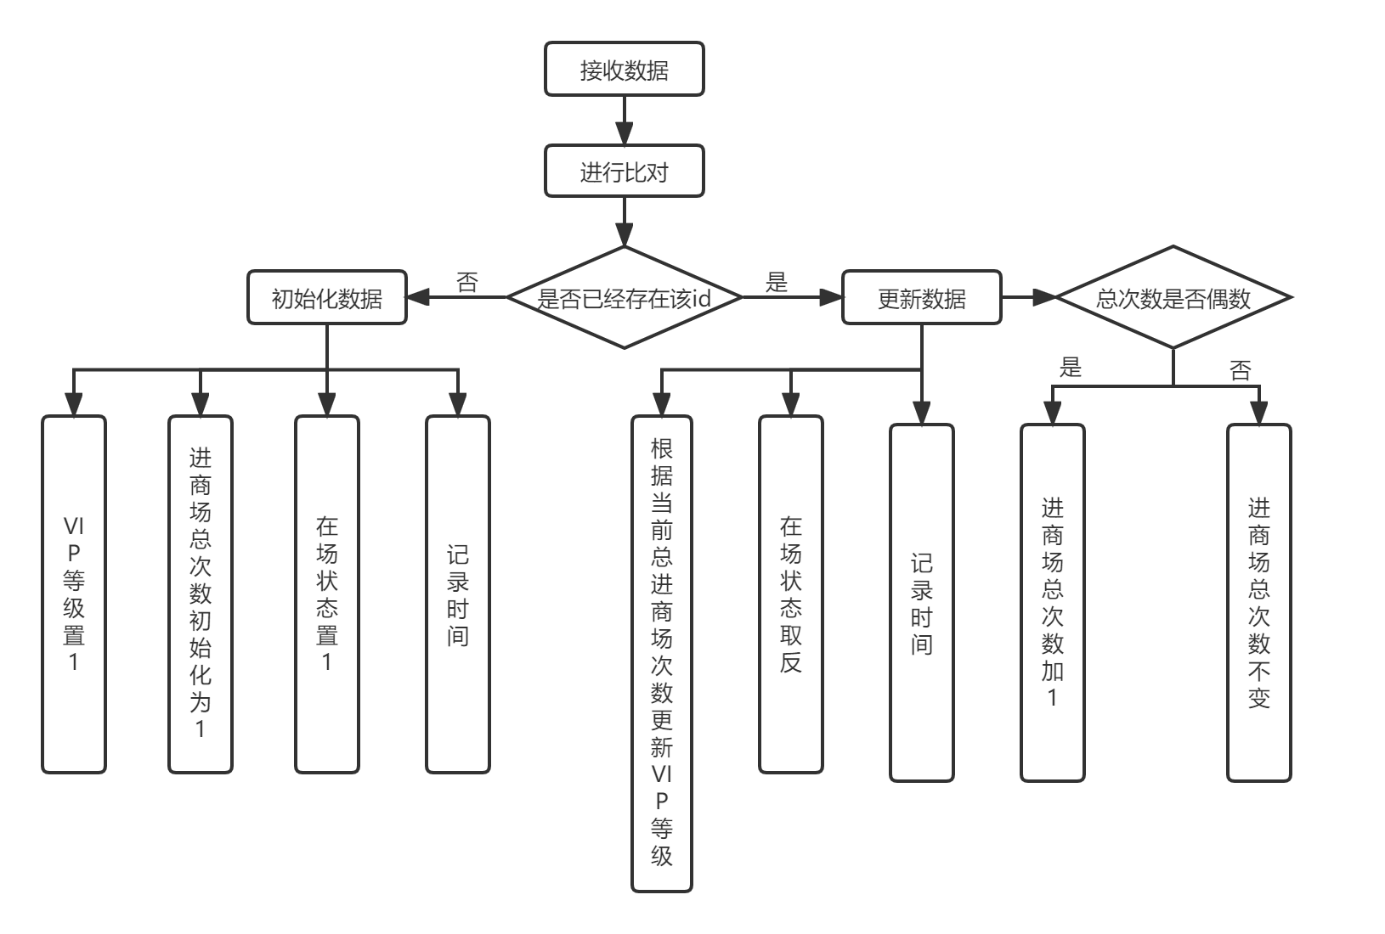 接收数据
进行比对
是否已经存在该id
否
是
初始化数据
更新数据
总次数是否偶数
是
否
VIP等级置1
进商场总次数初始化为1
在场状态置1
记录时间
根据当前总进商场次数更新VIP等级
在场状态取反
记录时间
进商场总次数加1
进商场总次数不变